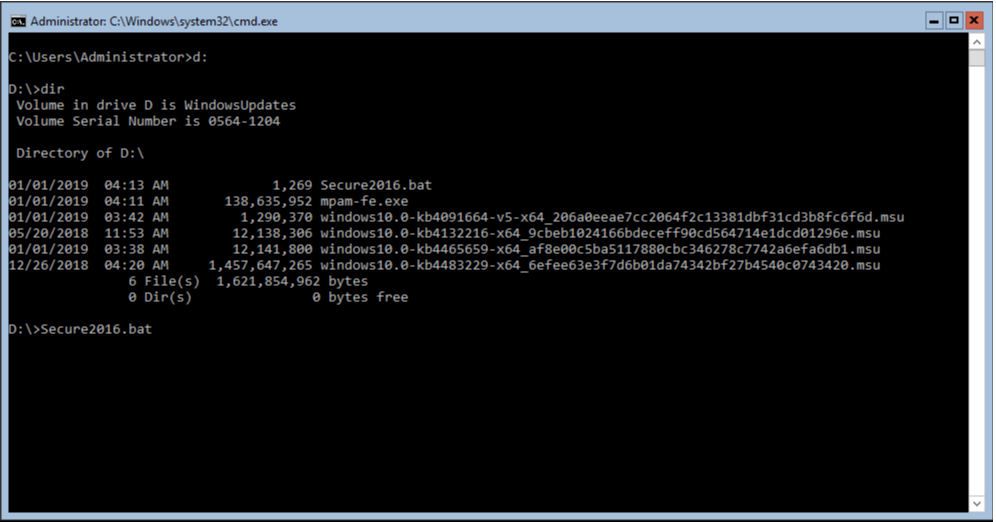 Administrator: C:\Windows\system32\cmd.exe
C:\Users\Administrator>d:
D:\>dir
 Volume in drive D is WindowsUpdates
 Volume Serial Number is 0564-1204
 Directory of D:\
01/01/2019  04:13 AM             1,269 Secure2016.bat
01/01/2019  04:11 AM       138,635,952 mpam-fe.exe
01/01/2019  03:42 AM         1,290,370 windows10.0-kb4091664-v5-x64_206a0eeae7cc2064f2c13381dbf31cd3b8fc6f6d.msu
05/20/2018  11:53 AM        12,138,306 windows10.0-kb4132216-x64_9cbeb1024166bdeceff90cd564714e1dcd01296e.msu
01/01/2019  03:38 AM        12,141,800 windows10.0-kb4465659-x64_af8e00c5ba5117880cbc346278c7742a6efa6db1.msu
12/26/2018  04:20 AM     1,457,647,265 windows10.0-kb4483229-x64_6efee63e3f7d6b01da74342bf27b4540c0743420.msu
               6 File(s)  1,621,854,962 bytes
               0 Dir(s)               0 bytes free
D:\>Secure2016.bat